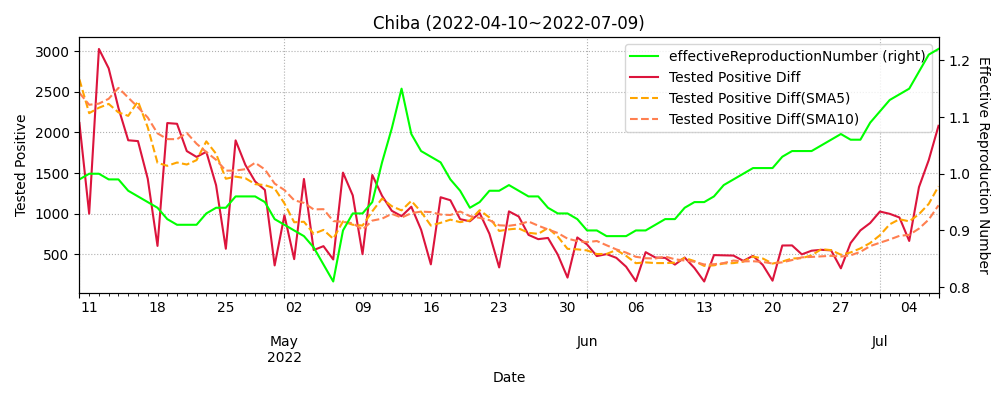 Chiba (2022-04-10~2022-07-09)
effectiveReproductionNumber (right)
Tested Positive Diff
Tested Positive Diff(SMA5)
Tested Positive Diff(SMA10)
Tested Positive
3000
2500
2000
1500
1000
500
1.2
1.1
1.0
0.9
0.8
Effective Reproduction Number
11 18 25 02 09 16 23 30 06 13 20 27 04
May Jun Jul
2022
Date